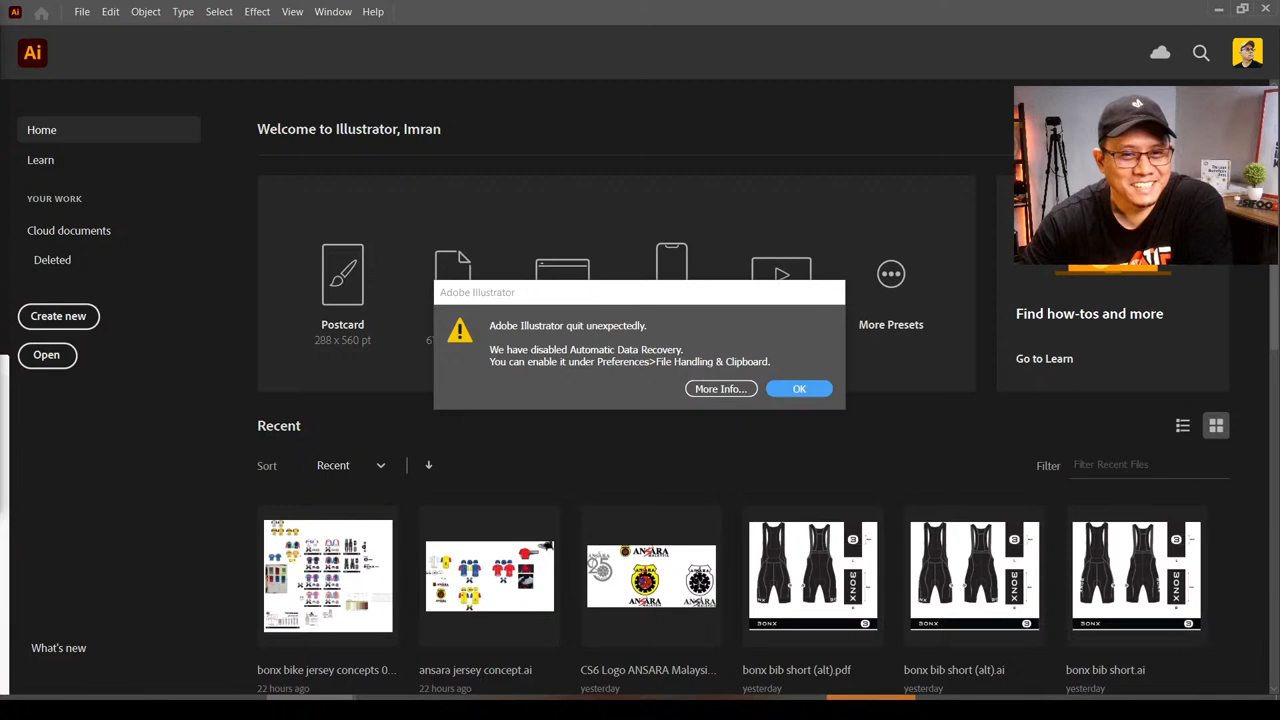 Ai
File Edit Object Type Select Effect View Window Help
Ai
Home
Learn
YOUR WORK
Cloud documents
Deleted
Create new
Open
What's new
Welcome to Illustrator, Imran
Postcard
288 x 560 pt
More Presets
Find how-tos and more
Go to Learn
Adobe Illustrator
Adobe Illustrator quit unexpectedly.
We have disabled Automatic Data Recovery.
You can enable it under Preferences>File Handling & Clipboard.
More Info...
OK
Recent
Sort Recent
Filter Filter Recent Files
ANSARA
BONX
BONX
BONX
bonx bike jersey concepts 0...
22 hours ago
ansara jersey concept.ai
22 hours ago
CS6 Logo ANSARA Malaysi...
yesterday
bonx bib short (alt).pdf
yesterday
bonx bib short (alt).ai
yesterday
bonx bib short.ai
yesterday